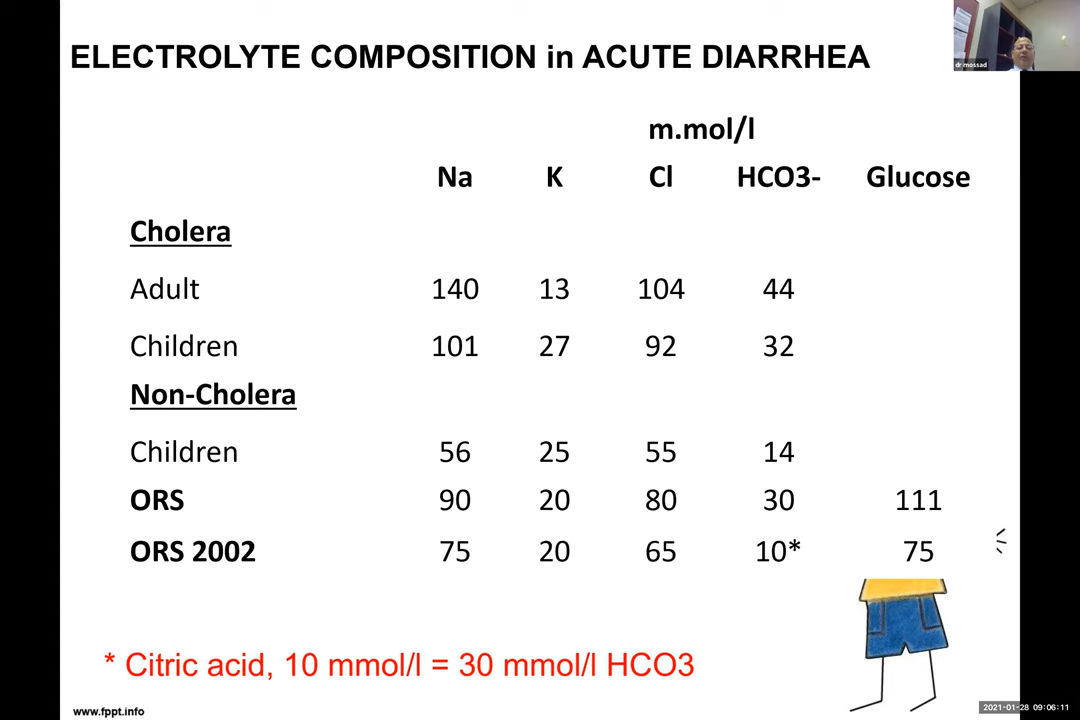 ELECTROLYTE COMPOSITION in ACUTE DIARRHEA
dr mossad
m.mol/l
Na K Cl HCO3- Glucose
Cholera
Adult 140 13 104 44
Children 101 27 92 32
Non-Cholera
Children 56 25 55 14
ORS 90 20 80 30 111
ORS 2002 75 20 65 10* 75
* Citric acid, 10 mmol/l = 30 mmol/l HCO3
www.fppt.info
2021-01-28 09:06:11